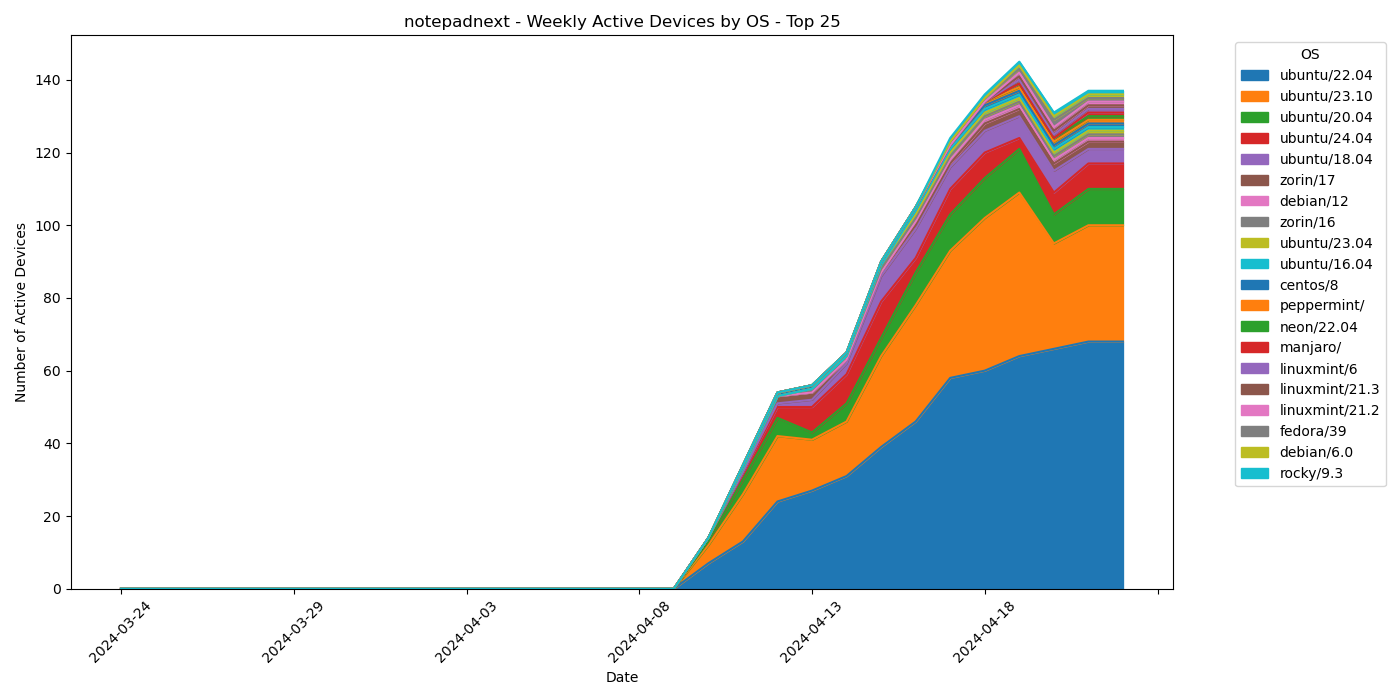 notepadnext - Weekly Active Devices by OS - Top 25
Number of Active Devices
140
120
100
80
60
40
20
0
2024-03-24
2024-03-29
2024-04-03
2024-04-08
2024-04-13
2024-04-18
Date
OS
ubuntu/22.04
ubuntu/23.10
ubuntu/20.04
ubuntu/24.04
ubuntu/18.04
zorin/17
debian/12
zorin/16
ubuntu/23.04
ubuntu/16.04
centos/8
peppermint/
neon/22.04
manjaro/
linuxmint/6
linuxmint/21.3
linuxmint/21.2
fedora/39
debian/6.0
rocky/9.3